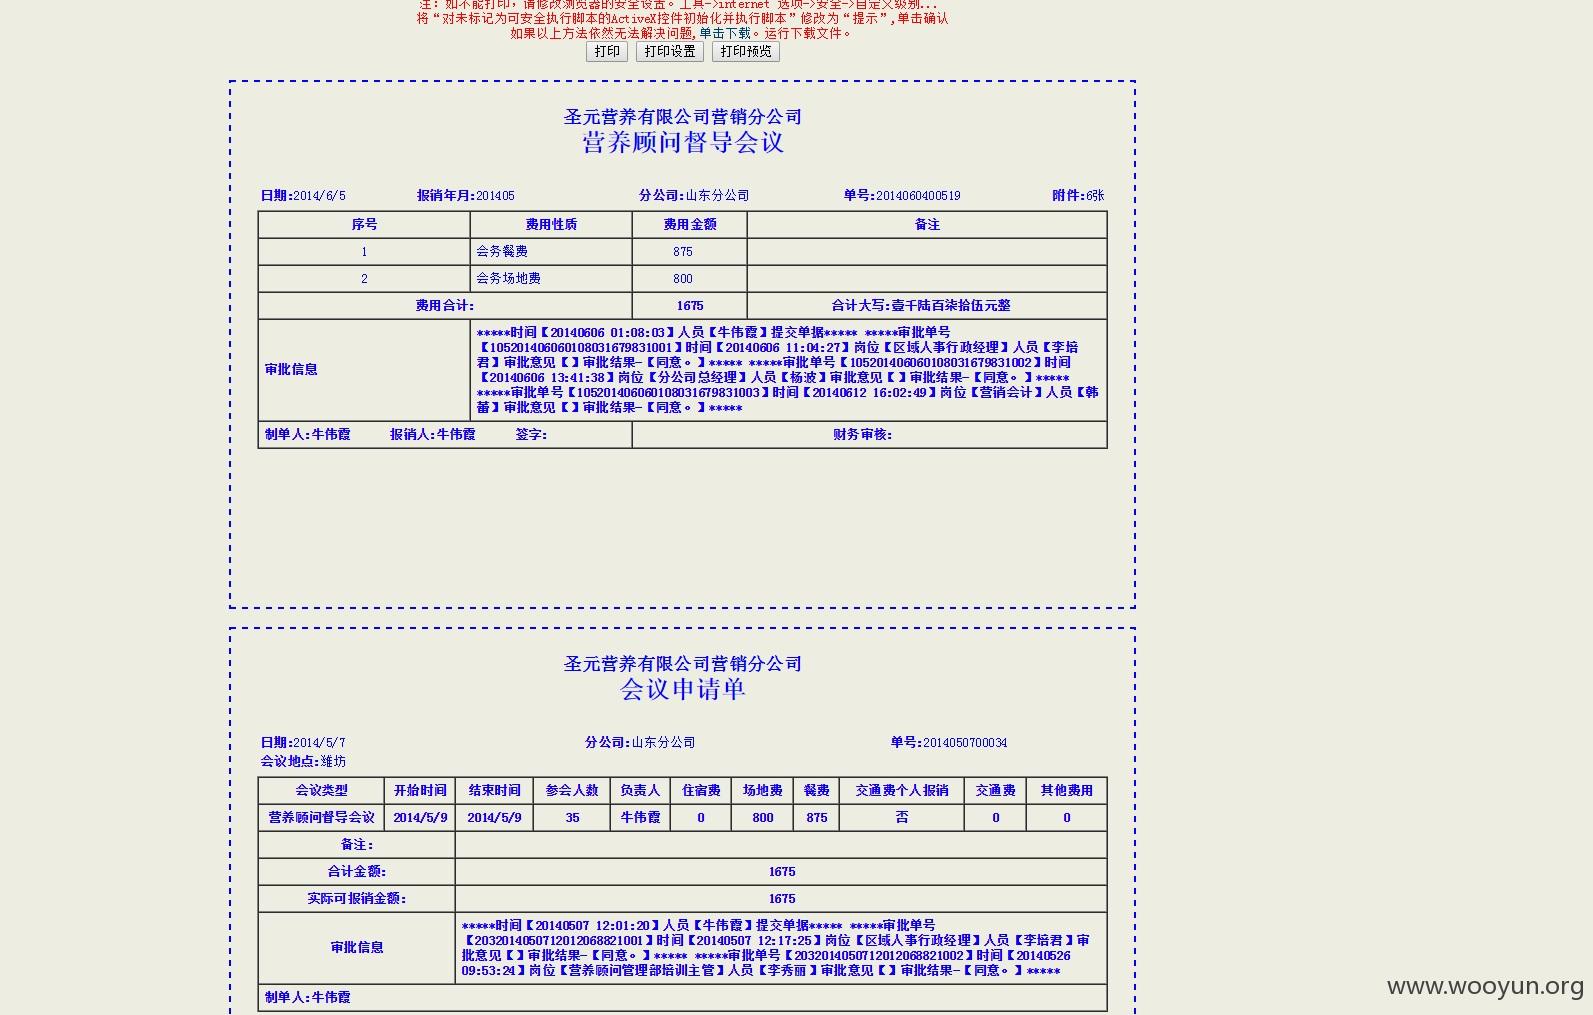 注: 如不能打印，请修改浏览器的安全设置。工具->internet 选项->安全->自定义级别...
将“对未标记为可安全执行脚本的ActiveX控件初始化并执行脚本”修改为“提示”,单击确认
如果以上方法依然无法解决问题,单击下载。运行下载文件。
打印 打印设置 打印预览
圣元营养有限公司营销分公司
营养顾问督导会议
日期:2014/6/5 报销年月:201405 分公司:山东分公司 单号:2014060400519 附件:6张
序号 费用性质 费用金额 备注
1 会务餐费 875
2 会务场地费 800
费用合计: 1675 合计大写:壹千陆百柒拾伍元整
审批信息
*****时间【20140606 01:08:03】人员【牛伟霞】提交单据***** *****审批单号
【105201406060108031679831001】时间【20140606 11:04:27】岗位【区域人事行政经理】人员【李培
君】审批意见【】审批结果-【同意。】***** *****审批单号【105201406060108031679831002】时间
【20140606 13:41:38】岗位【分公司总经理】人员【杨波】审批意见【】审批结果-【同意。】*****
*****审批单号【105201406060108031679831003】时间【20140612 16:02:49】岗位【营销会计】人员【韩
蕾】审批意见【】审批结果-【同意。】*****
制单人:牛伟霞 报销人:牛伟霞 签字: 财务审核:
圣元营养有限公司营销分公司
会议申请单
日期:2014/5/7 分公司:山东分公司 单号:2014050700034
会议地点:潍坊
会议类型 开始时间 结束时间 参会人数 负责人 住宿费 场地费 餐费 交通费个人报销 交通费 其他费用
营养顾问督导会议 2014/5/9 2014/5/9 35 牛伟霞 0 800 875 否 0 0
备注:
合计金额: 1675
实际可报销金额: 1675
审批信息
*****时间【20140507 12:01:20】人员【牛伟霞】提交单据***** *****审批单号
【203201405071201206882​1001】时间【20140507 12:17:25】岗位【区域人事行政经理】人员【李培君】审
批意见【】审批结果-【同意。】***** *****审批单号【2032014050712012068821002】时间【20140526
09:53:24】岗位【营养顾问管理部培训主管】人员【李秀丽】审批意见【】审批结果-【同意。】*****
制单人:牛伟霞
www.wooyun.org